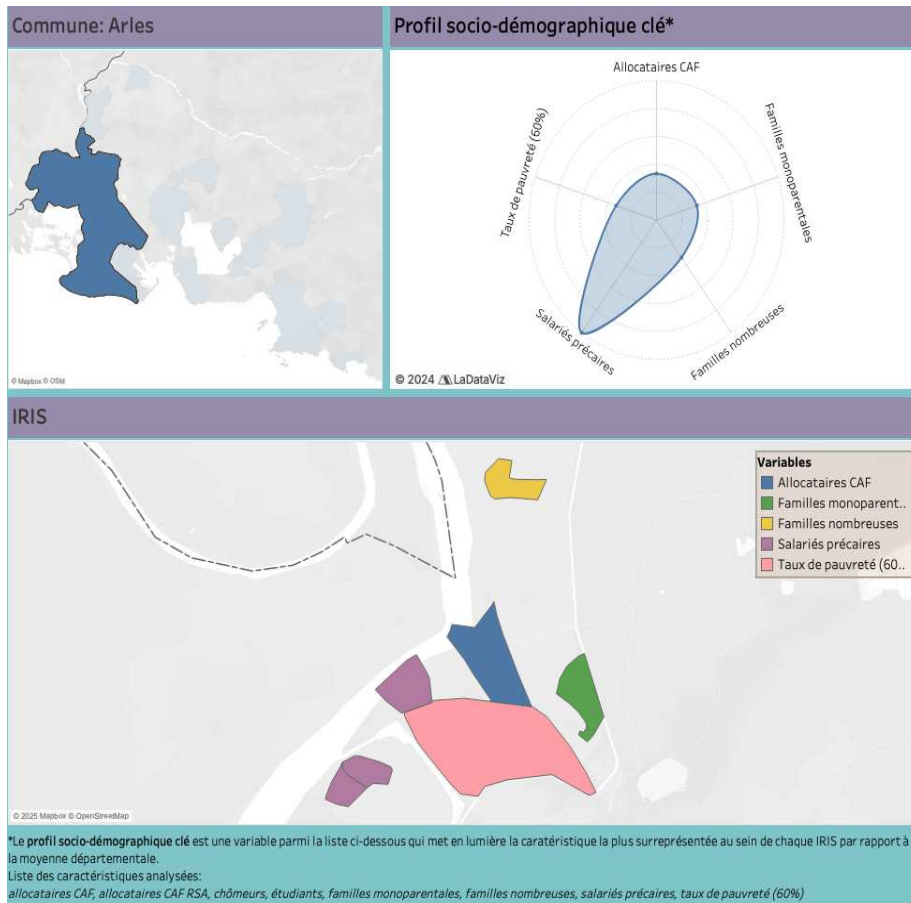 Commune: Arles
Profil socio-démographique clé*
Allocataires CAF
Familles monoparentales
Taux de pauvreté (60%)
Salariés précaires
Familles nombreuses
© Mapbox © OSM
© 2024 LaDataViz
IRIS
Variables
Allocataires CAF
Familles monoparent..
Familles nombreuses
Salariés précaires
Taux de pauvreté (60..
© 2025 Mapbox © OpenStreetMap
*Le profil socio-démographique clé est une variable parmi la liste ci-dessous qui met en lumière la caratéristique la plus surreprésentée au sein de chaque IRIS par rapport à
la moyenne départementale.
Liste des caractéristiques analysées:
allocataires CAF, allocataires CAF RSA, chômeurs, étudiants, familles monoparentales, familles nombreuses, salariés précaires, taux de pauvreté (60%)